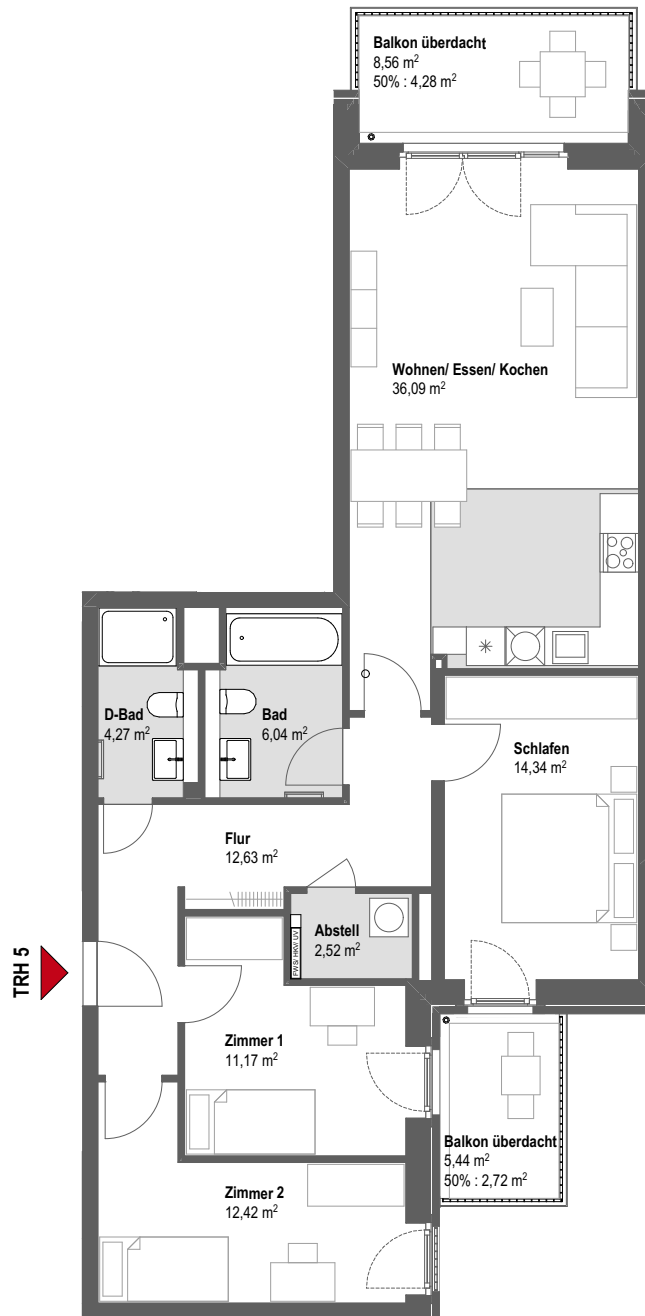 Balkon überdacht
8,56 m²
50% : 4,28 m²
Wohnen/ Essen/ Kochen
36,09 m²
D-Bad
4,27 m²
Bad
6,04 m²
Schlafen
14,34 m²
Flur
12,63 m²
Abstell
2,52 m²
FWS/ HKV/ UV
TRH 5
Zimmer 1
11,17 m²
Balkon überdacht
5,44 m²
50% : 2,72 m²
Zimmer 2
12,42 m²